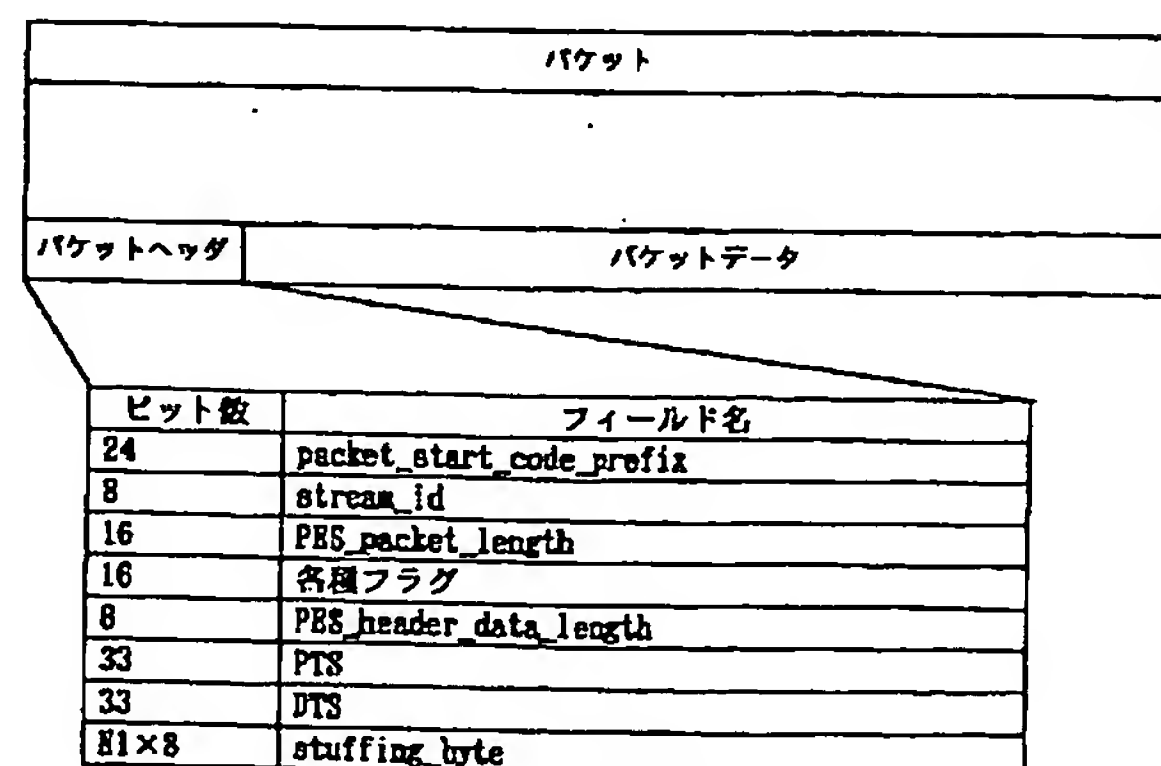 パケット
パケットヘッダ パケットデータ
ビット数 フィールド名
24 packet_start_code_prefix
8 stream_id
16 PES_packet_length
16 各種フラグ
8 PES_header_data_length
33 PTS
33 DTS
N1×8 stuffing_byte